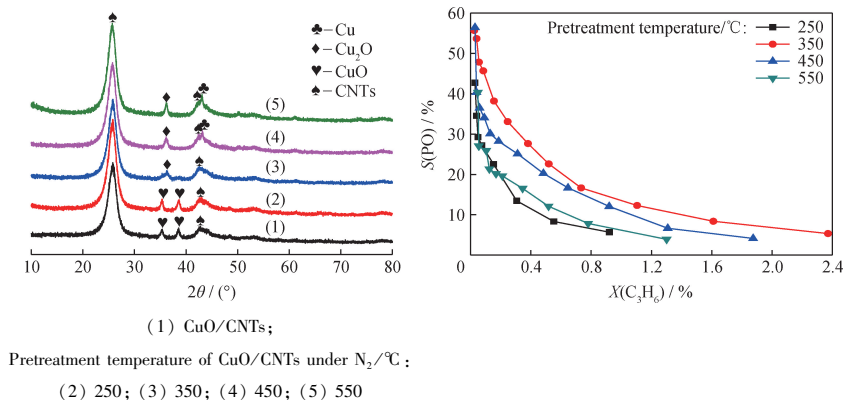 ♣–Cu
♦–Cu₂O
♥–CuO
♠–CNTs
(5)
(4)
(3)
(2)
(1)
10 20 30 40 50 60 70 80
2θ / (°)
(1) CuO/CNTs;
Pretreatment temperature of CuO/CNTs under N₂/℃:
(2) 250; (3) 350; (4) 450; (5) 550
Pretreatment temperature/℃:
250
350
450
550
60
50
40
30
20
10
S(PO) / %
0 0.4 0.8 1.2 1.6 2.0 2.4
X(C₃H₆) / %